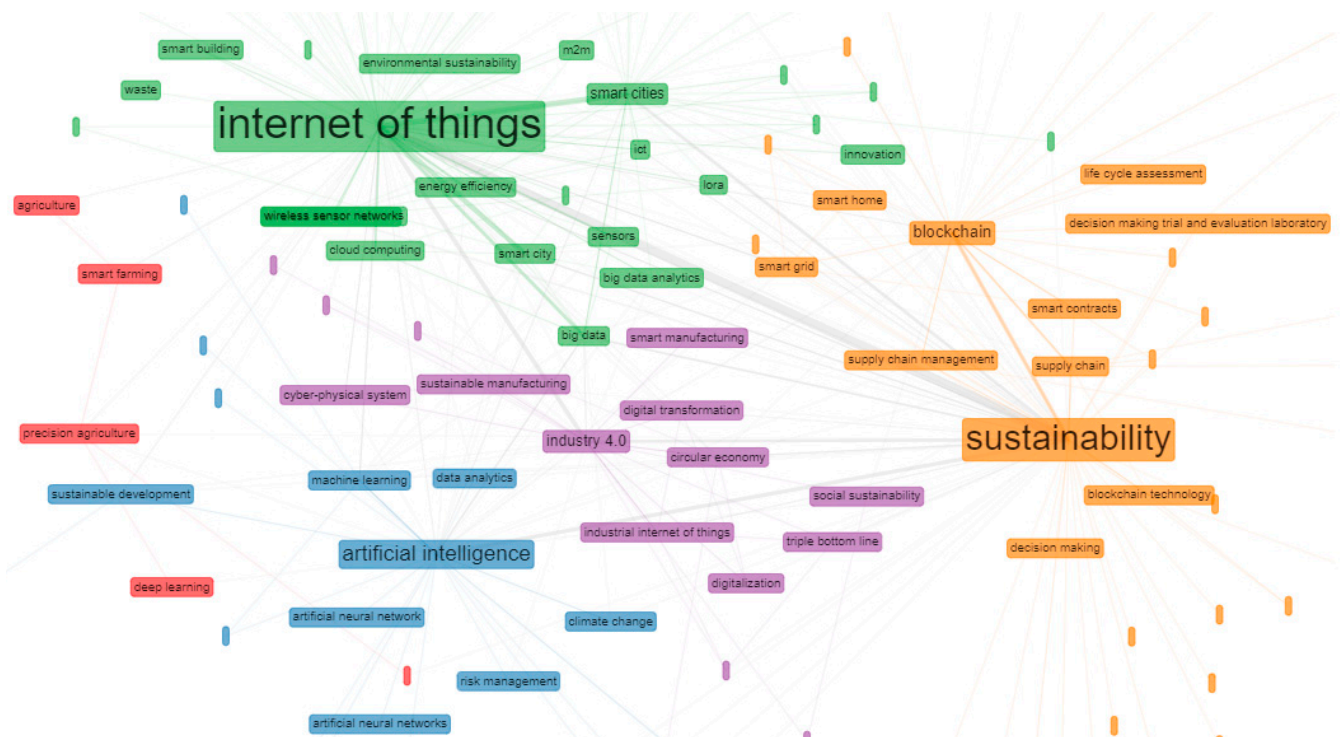 smart building
m2m
environmental sustainability
waste
smart cities
internet of things
ict
innovation
life cycle assessment
energy efficiency
lora
agriculture
smart home
wireless sensor networks
decision making trial and evaluation laboratory
blockchain
sensors
cloud computing
smart city
smart grid
smart farming
big data analytics
smart contracts
big data
smart manufacturing
supply chain management
supply chain
sustainable manufacturing
cyber-physical system
digital transformation
precision agriculture
industry 4.0
sustainability
circular economy
machine learning
data analytics
sustainable development
social sustainability
blockchain technology
industrial internet of things
triple bottom line
decision making
artificial intelligence
deep learning
digitalization
artificial neural network
climate change
risk management
artificial neural networks